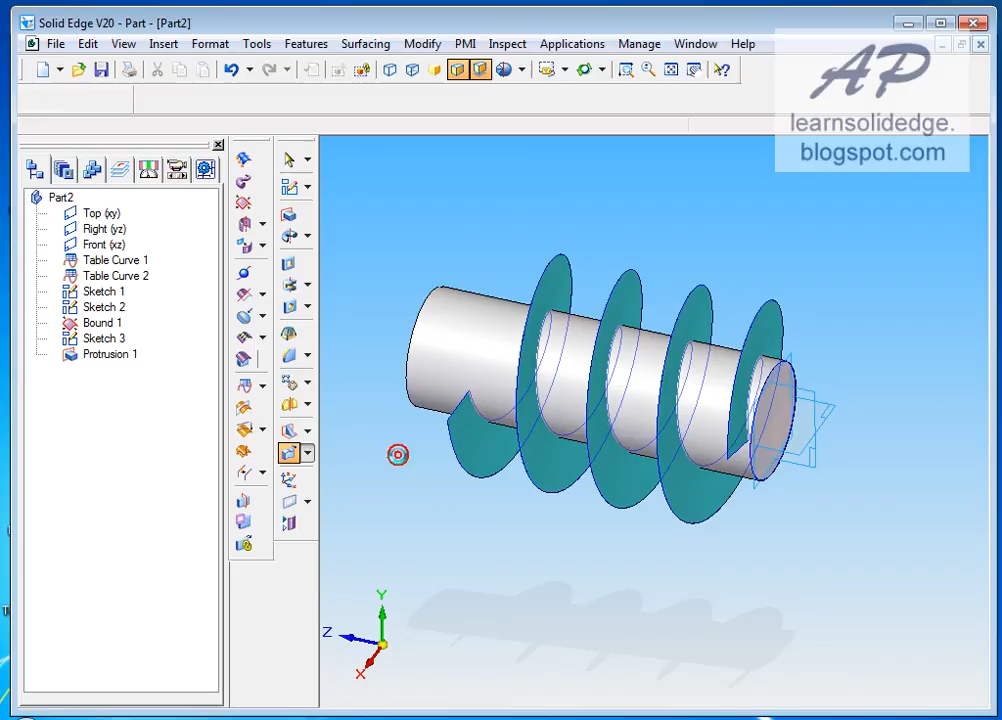 Solid Edge V20 - Part - [Part2]
File Edit View Insert Format Tools Features Surfacing Modify PMI Inspect Applications Manage Window Help
AP
learnsolidedge.
blogspot.com
Part2
Top (xy)
Right (yz)
Front (xz)
Table Curve 1
Table Curve 2
Sketch 1
Sketch 2
Bound 1
Sketch 3
Protrusion 1
Y
Z
X